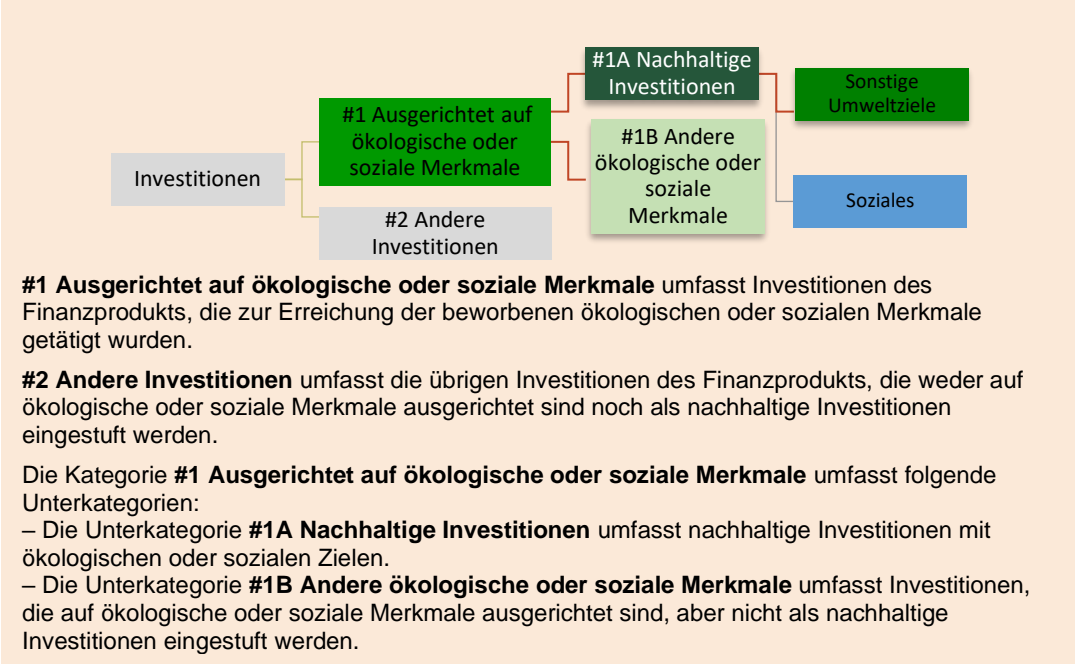 #1A Nachhaltige
Investitionen
Sonstige
Umweltziele
#1 Ausgerichtet auf
ökologische oder
soziale Merkmale
#1B Andere
ökologische oder
soziale
Merkmale
Investitionen
Soziales
#2 Andere
Investitionen
#1 Ausgerichtet auf ökologische oder soziale Merkmale umfasst Investitionen des
Finanzprodukts, die zur Erreichung der beworbenen ökologischen oder sozialen Merkmale
getätigt wurden.
#2 Andere Investitionen umfasst die übrigen Investitionen des Finanzprodukts, die weder auf
ökologische oder soziale Merkmale ausgerichtet sind noch als nachhaltige Investitionen
eingestuft werden.
Die Kategorie #1 Ausgerichtet auf ökologische oder soziale Merkmale umfasst folgende
Unterkategorien:
– Die Unterkategorie #1A Nachhaltige Investitionen umfasst nachhaltige Investitionen mit
ökologischen oder sozialen Zielen.
– Die Unterkategorie #1B Andere ökologische oder soziale Merkmale umfasst Investitionen,
die auf ökologische oder soziale Merkmale ausgerichtet sind, aber nicht als nachhaltige
Investitionen eingestuft werden.